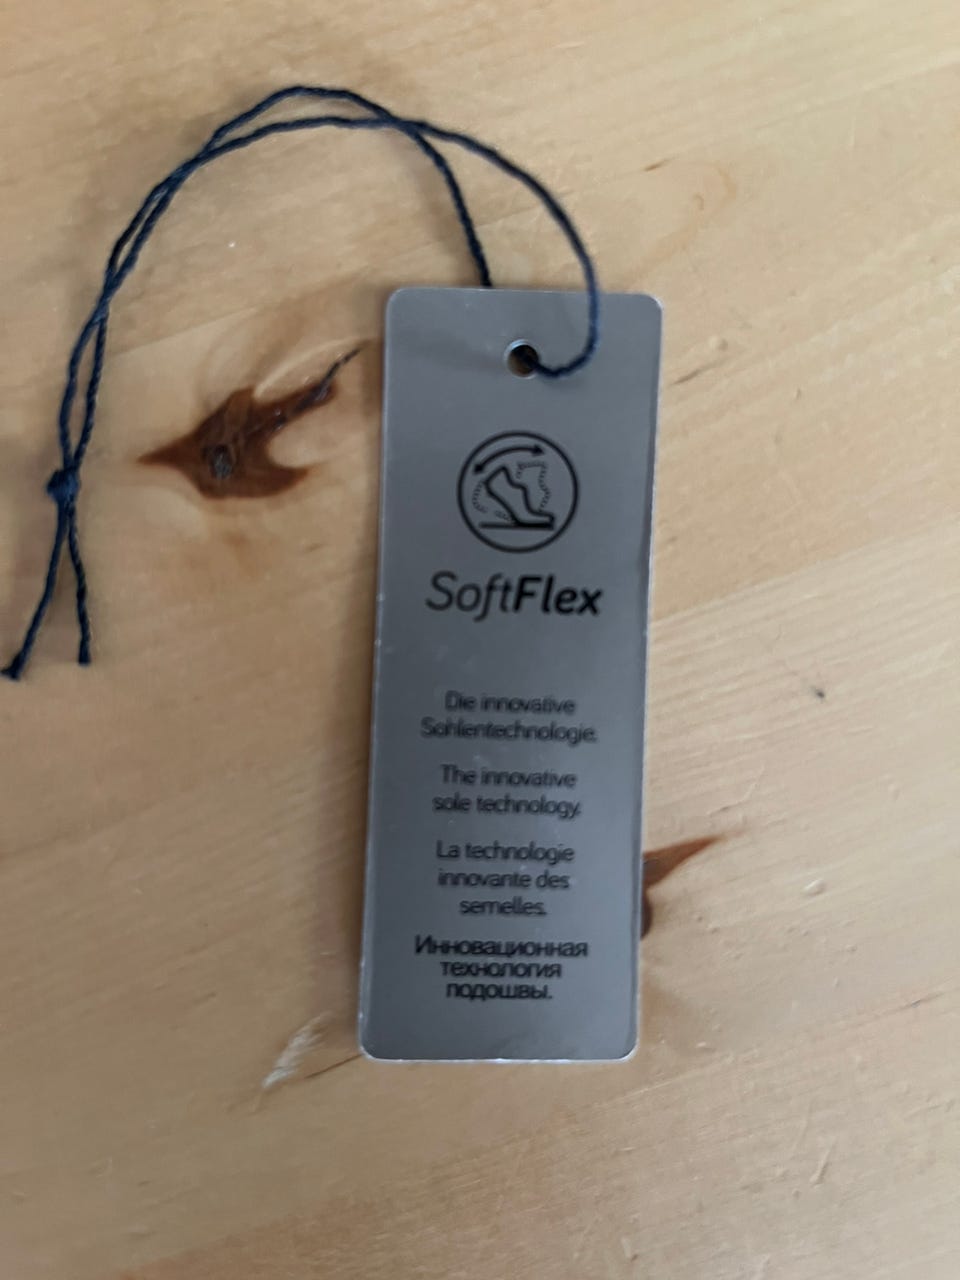 SoftFlex
Die innovative
Sohlentechnologie.
The innovative
sole technology.
La technologie
innovante des
semelles.
Инновационная
технология
подошвы.